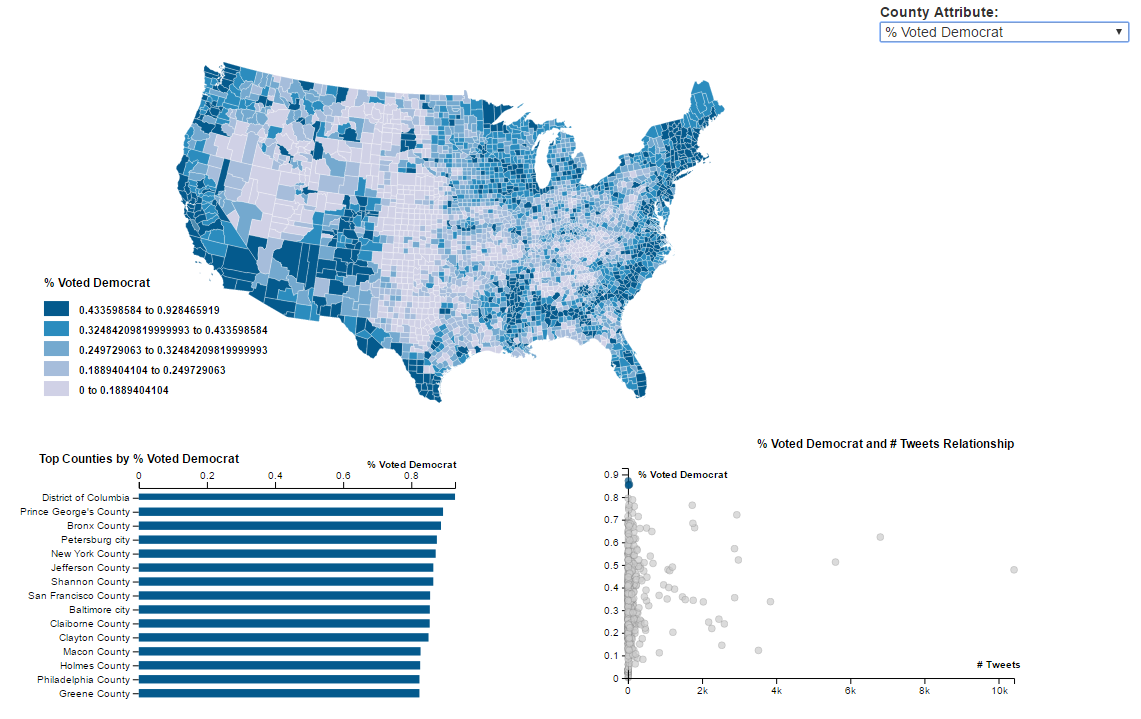 County Attribute:
% Voted Democrat
% Voted Democrat
0.433598584 to 0.928465919
0.32484209819999993 to 0.433598584
0.249729063 to 0.32484209819999993
0.1889404104 to 0.249729063
0 to 0.1889404104
Top Counties by % Voted Democrat
% Voted Democrat
0 0.2 0.4 0.6 0.8
District of Columbia
Prince George's County
Bronx County
Petersburg city
New York County
Jefferson County
Shannon County
San Francisco County
Baltimore city
Claiborne County
Clayton County
Macon County
Holmes County
Philadelphia County
Greene County
% Voted Democrat and # Tweets Relationship
% Voted Democrat
0.9
0.8
0.7
0.6
0.5
0.4
0.3
0.2
0.1
0
# Tweets
0 2k 4k 6k 8k 10k